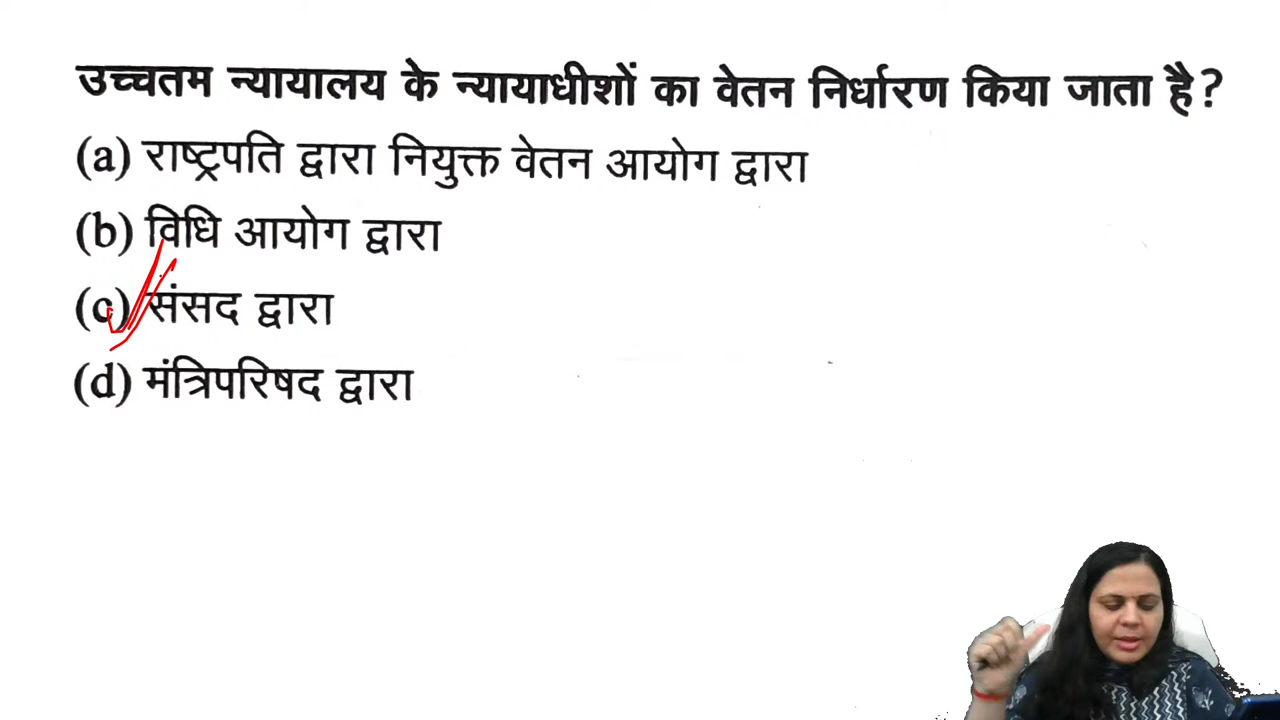 उच्चतम न्यायालय के न्यायाधीशों का वेतन निर्धारण किया जाता है?
(a) राष्ट्रपति द्वारा नियुक्त वेतन आयोग द्वारा
(b) विधि आयोग द्वारा
(c) संसद द्वारा
(d) मंत्रिपरिषद द्वारा